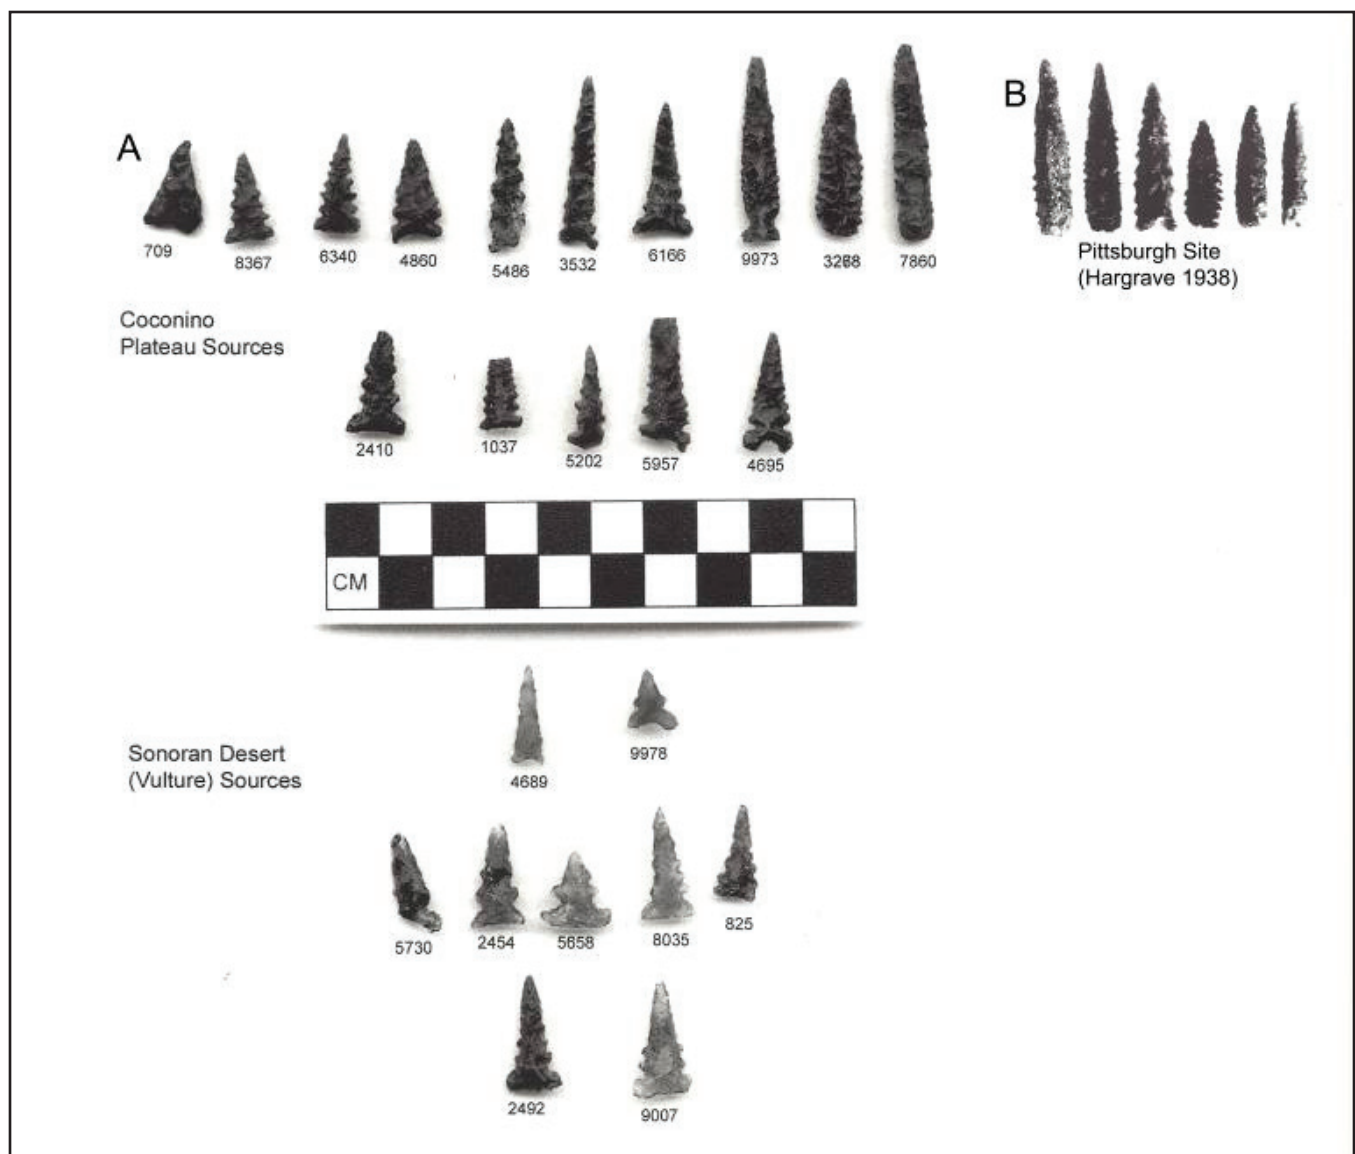 A
B
709
8367
6340
4860
5486
3532
6166
9973
3268
7860
Pittsburgh Site
(Hargrave 1938)
Coconino
Plateau Sources
2410
1037
5202
5957
4695
CM
Sonoran Desert
(Vulture) Sources
4689
9978
5730
2454
5658
8035
825
2492
9007